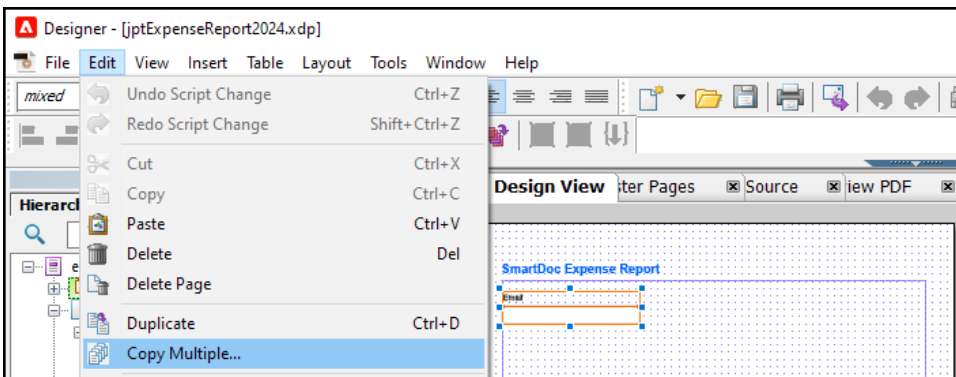 Designer - [jptExpenseReport2024.xdp]
File Edit View Insert Table Layout Tools Window Help
mixed
Undo Script Change Ctrl+Z
Redo Script Change Shift+Ctrl+Z
Cut Ctrl+X
Copy Ctrl+C
Paste Ctrl+V
Delete Del
Delete Page
Duplicate Ctrl+D
Copy Multiple...
Hierarc
e
Design View ster Pages Source iew PDF
SmartDoc Expense Report
Email